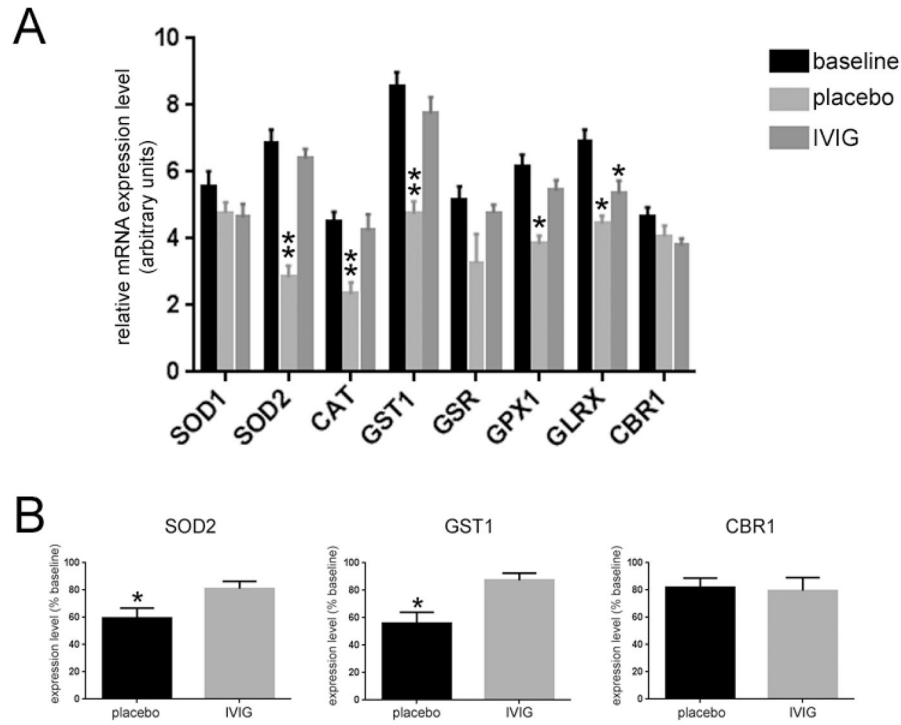 A
relative mRNA expression level
(arbitrary units)
10
8
6
4
2
0
**
**
**
*
*
*
SOD1
SOD2
CAT
GST1
GSR
GPX1
GLRX
CBR1
baseline
placebo
IVIG
B
SOD2
expression level (% baseline)
100
80
60
40
20
0
*
placebo
IVIG
GST1
expression level (% baseline)
100
80
60
40
20
0
*
placebo
IVIG
CBR1
expression level (% baseline)
100
80
60
40
20
0
placebo
IVIG